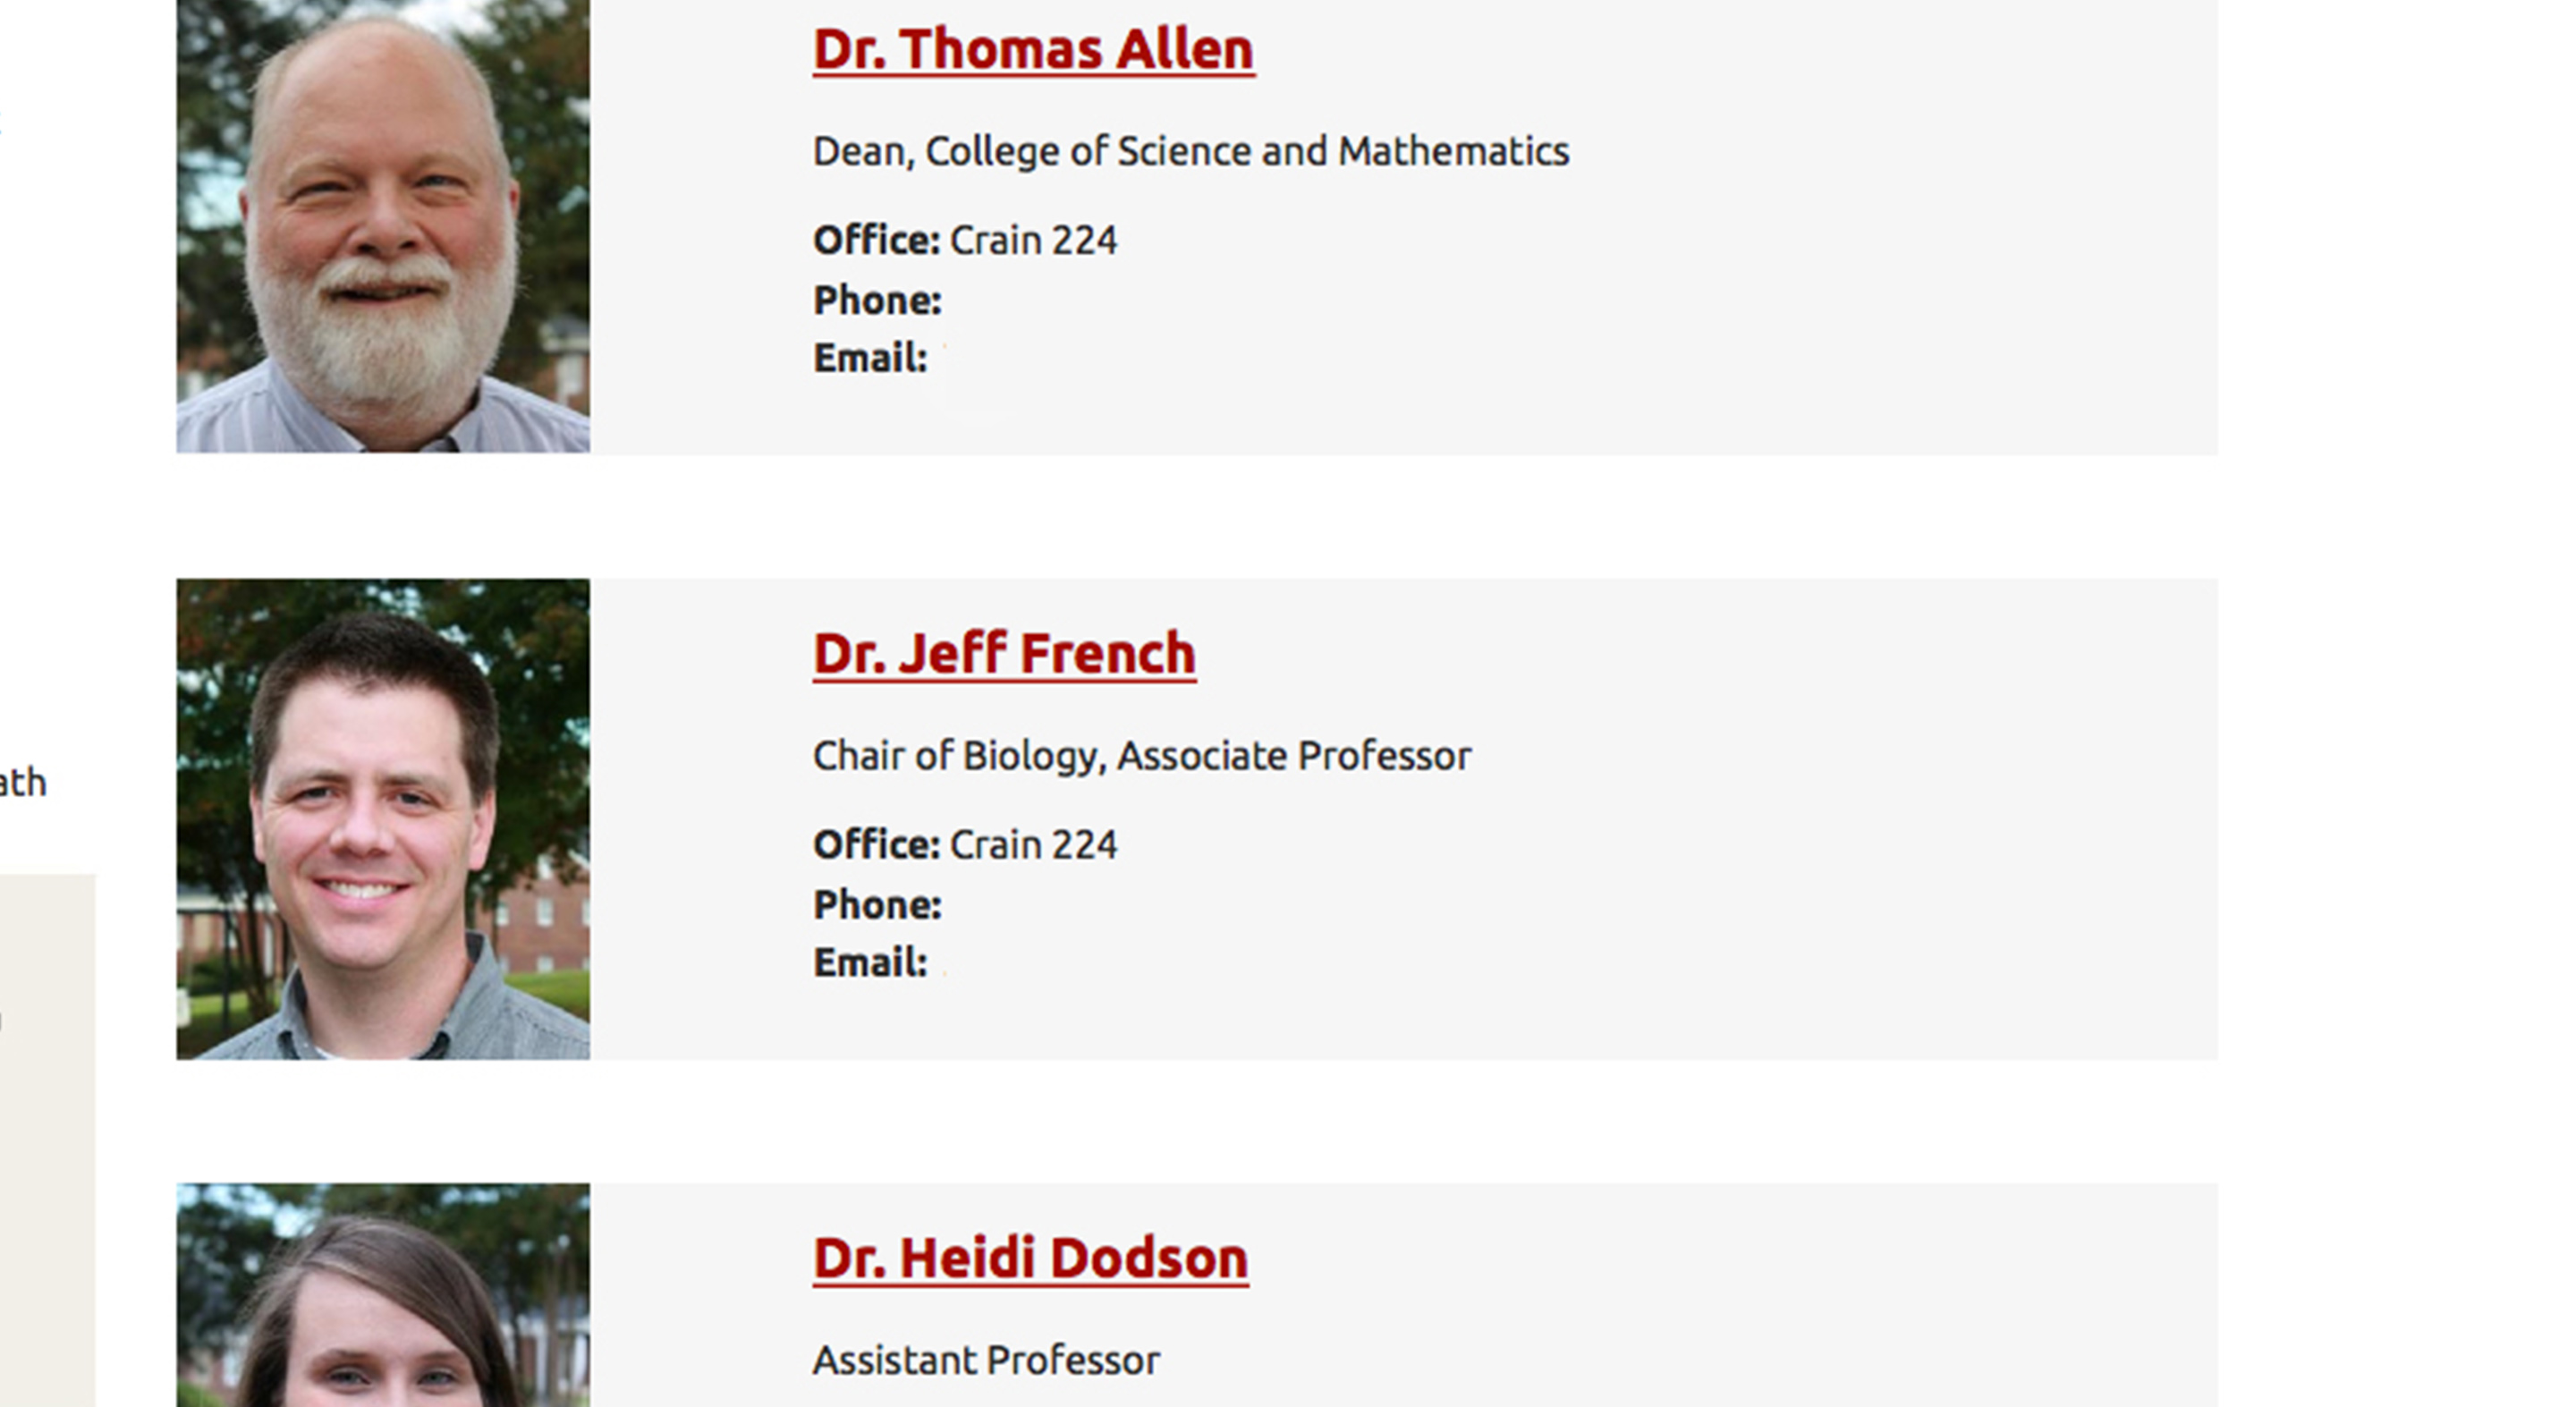 Dr. Thomas Allen
Dean, College of Science and Mathematics
Office: Crain 224
Phone:
Email:
Dr. Jeff French
Chair of Biology, Associate Professor
ath
Office: Crain 224
Phone:
Email:
Dr. Heidi Dodson
Assistant Professor